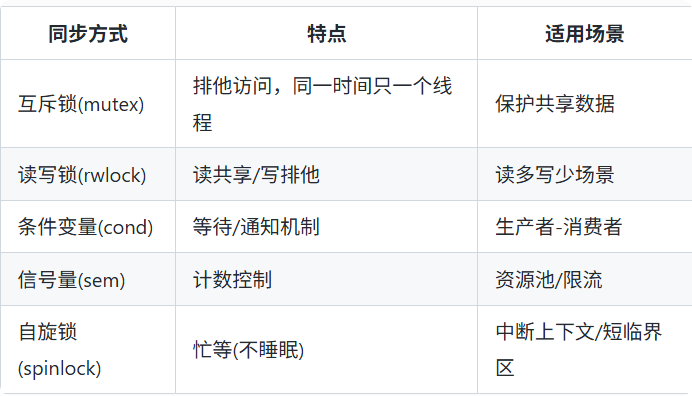 同步方式 特点 适用场景
互斥锁(mutex) 排他访问，同一时间只一个线
程 保护共享数据
读写锁(rwlock) 读共享/写排他 读多写少场景
条件变量(cond) 等待/通知机制 生产者-消费者
信号量(sem) 计数控制 资源池/限流
自旋锁
(spinlock) 忙等(不睡眠) 中断上下文/短临界
区